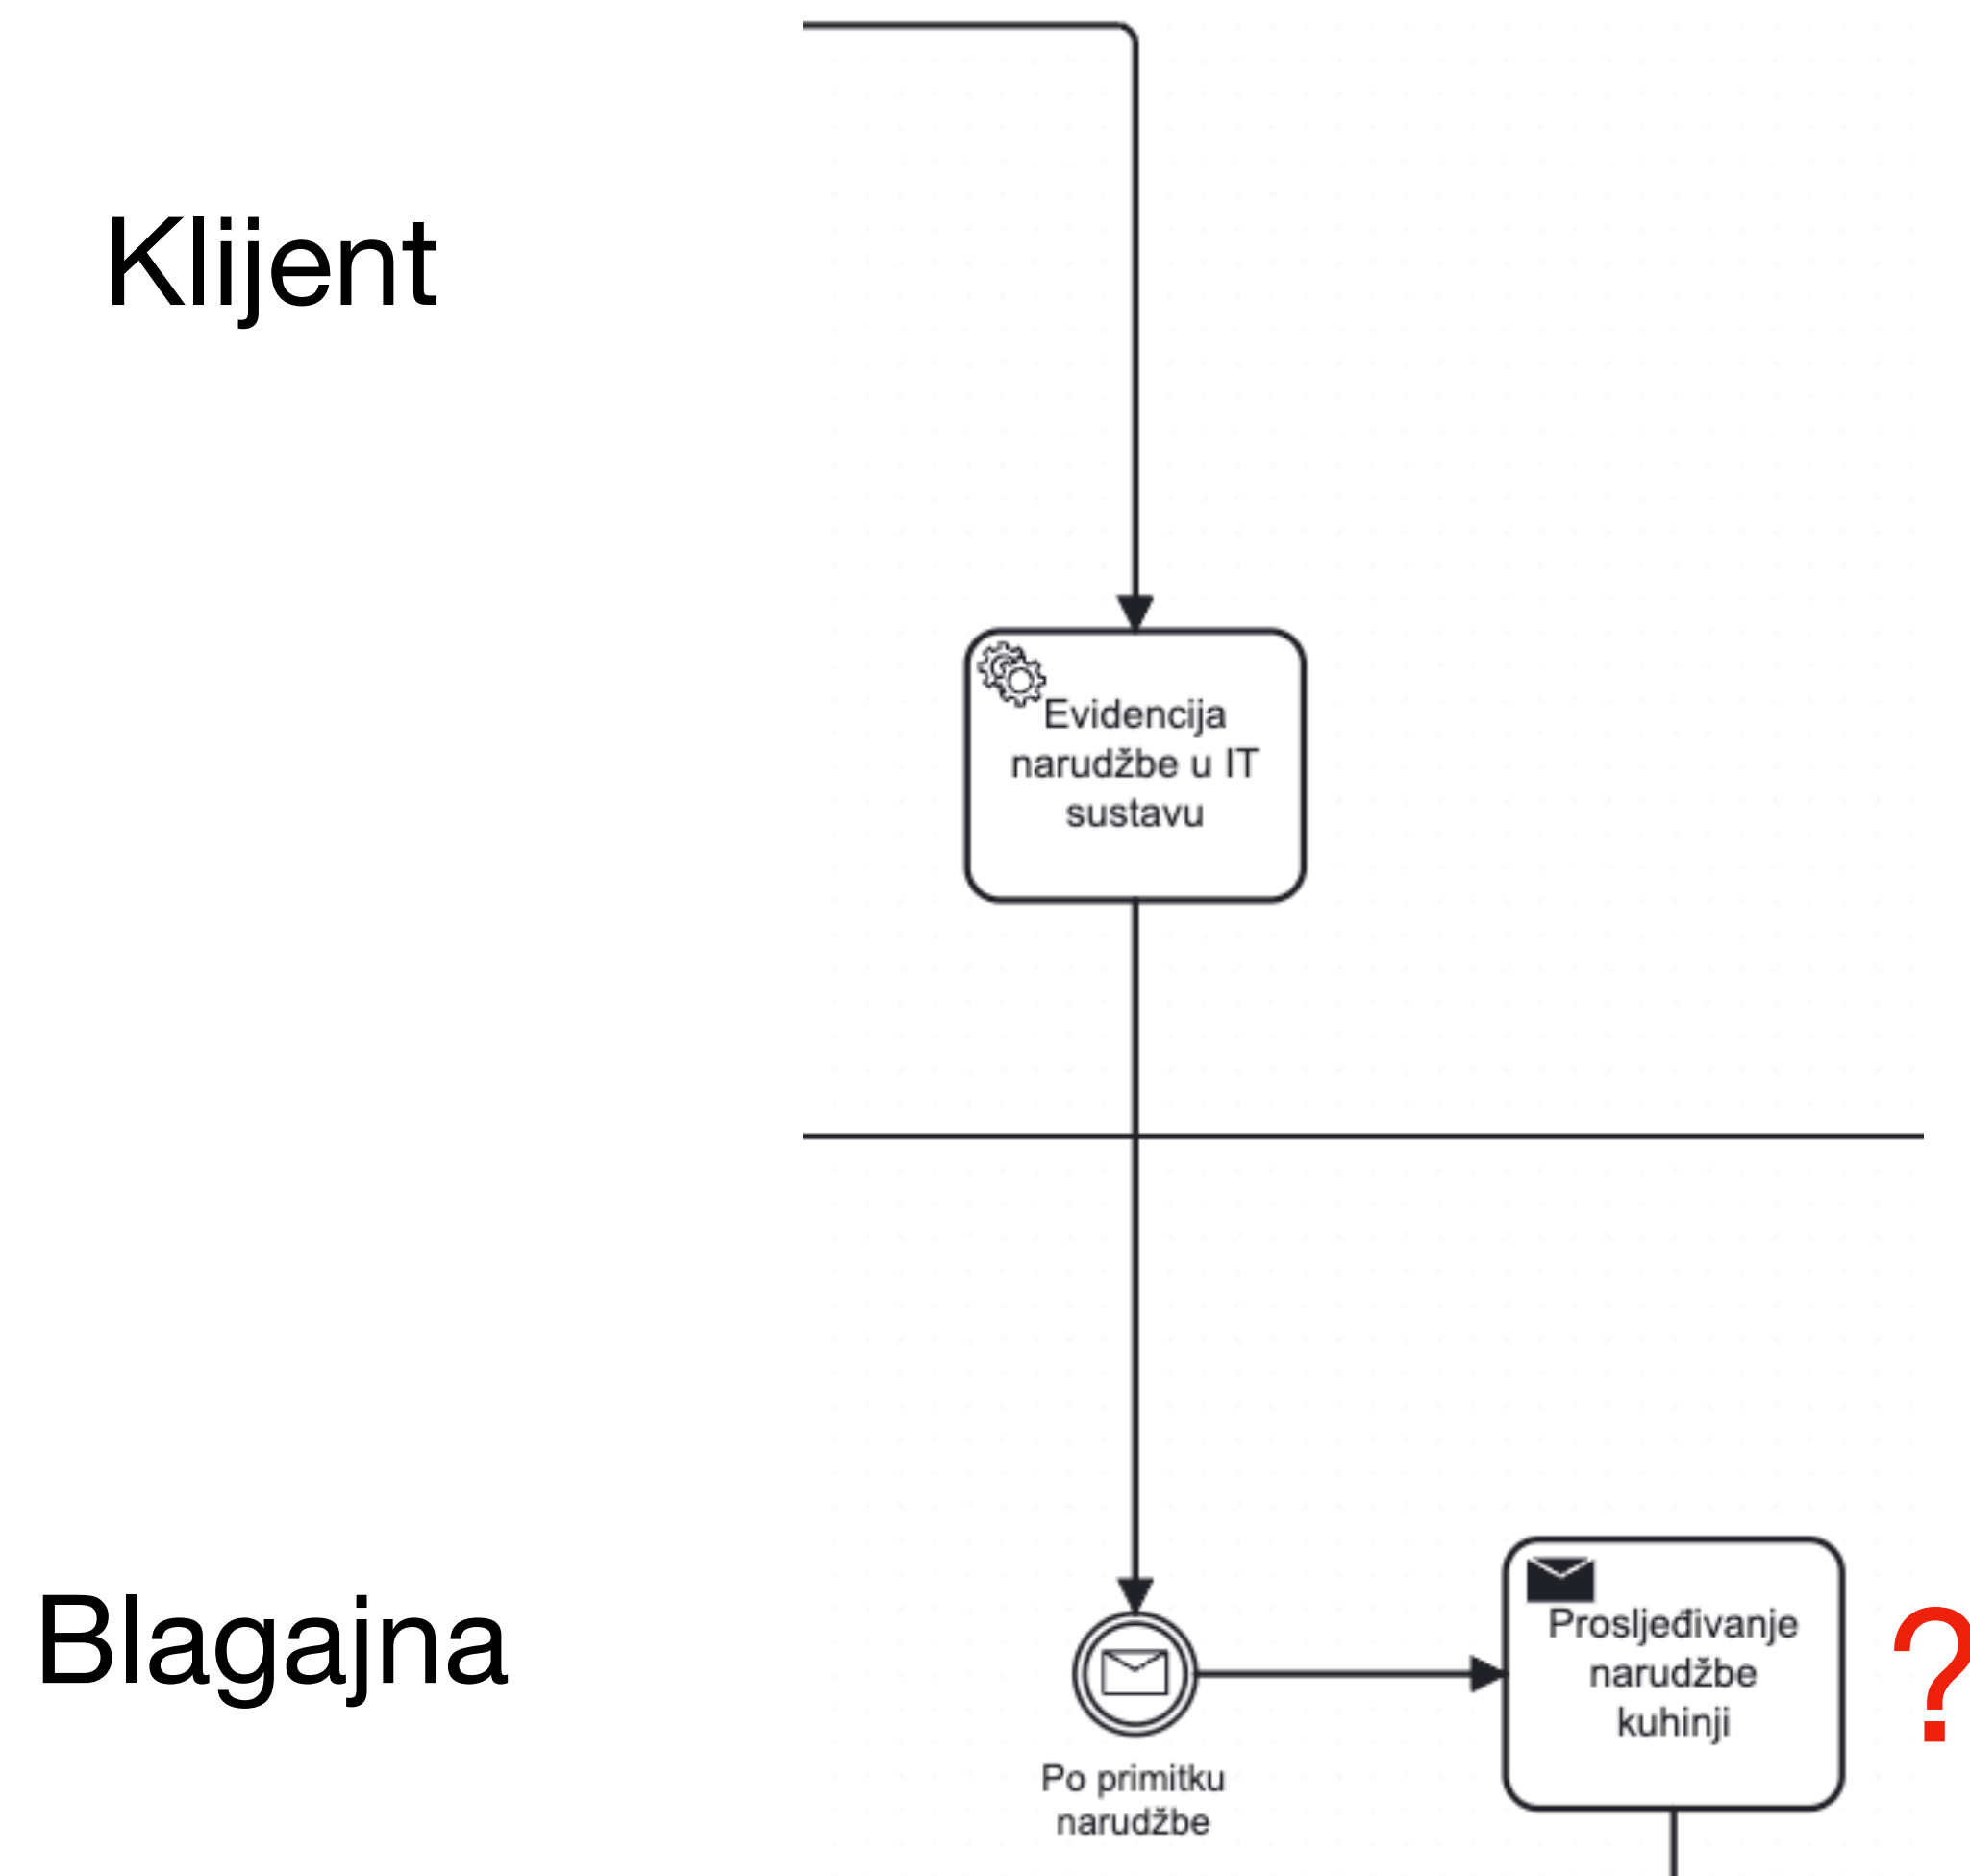 Klijent
Evidencija
narudžbe u IT
sustavu
Blagajna
Po primitku
narudžbe
Prosljeđivanje
narudžbe
kuhinji
?